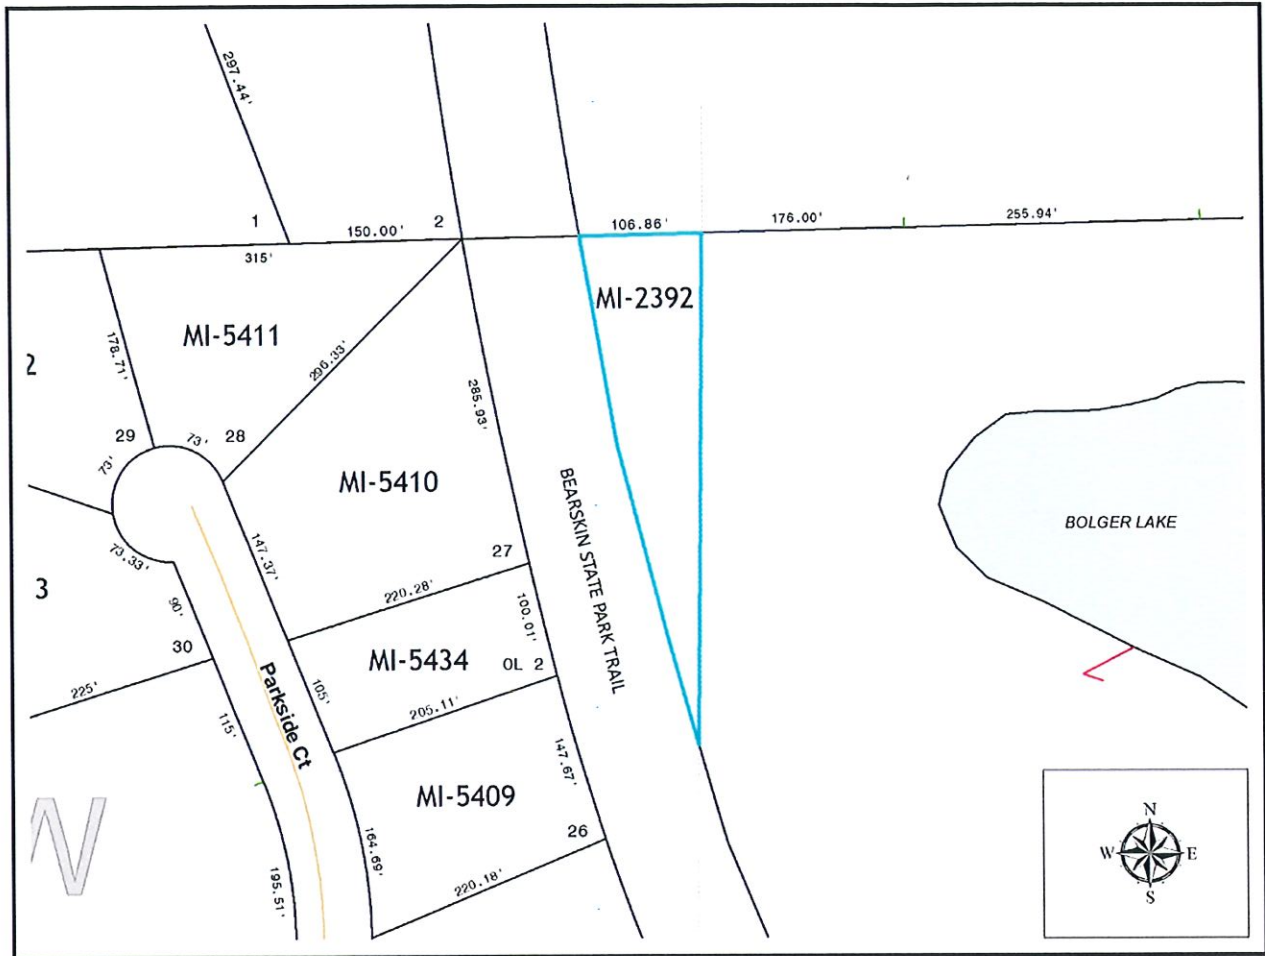 297.44'
1
150.00'
2
106.86'
176.00'
255.94'
315'
MI-2392
MI-5411
178.71'
296.33'
2
285.93'
29
73'
28
73'
MI-5410
BEARSKIN STATE PARK TRAIL
BOLGER LAKE
147.37'
73.33'
27
220.28'
3
90'
100.01'
30
MI-5434
OL 2
Parkside Ct
105'
225'
205.11'
115'
147.67'
MI-5409
26
164.69'
220.18'
195.51'
W
N
W
E
S